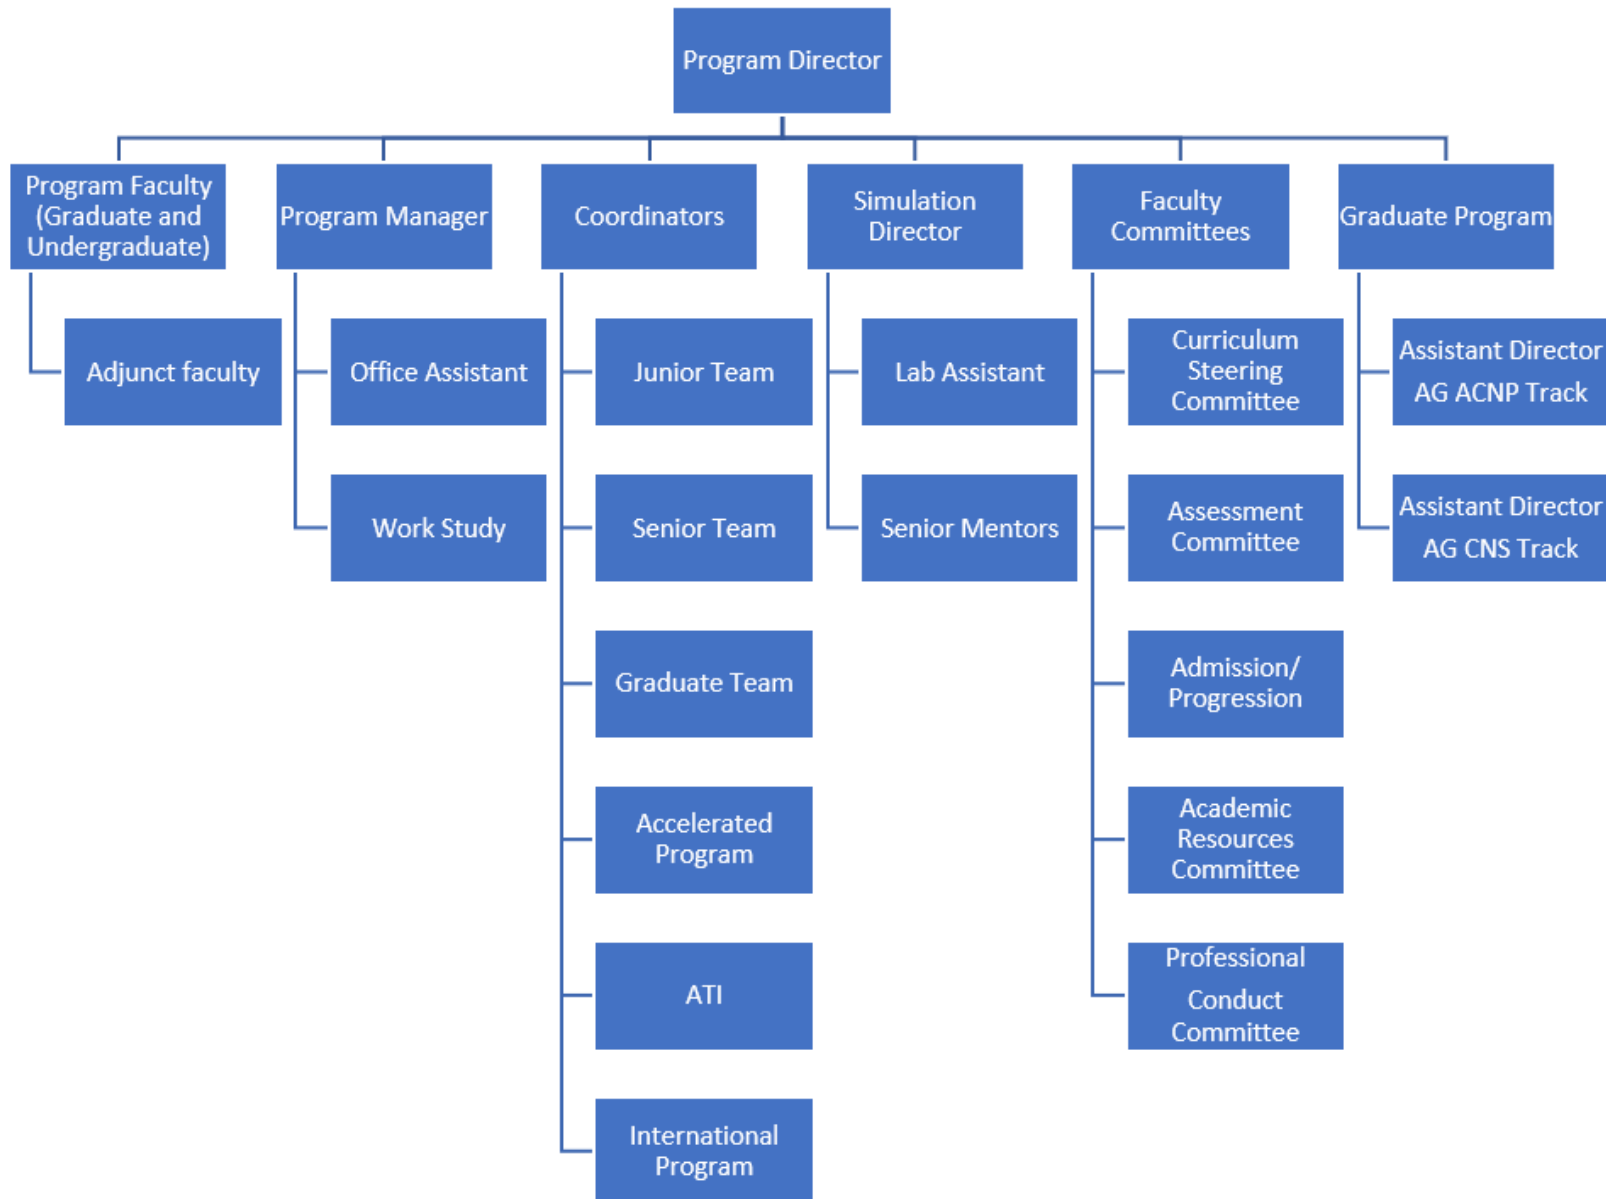 Program Director
Program Faculty
(Graduate and
Undergraduate)
Program Manager
Coordinators
Simulation
Director
Faculty
Committees
Graduate Program
Adjunct faculty
Office Assistant
Work Study
Junior Team
Senior Team
Graduate Team
Accelerated
Program
ATI
International
Program
Lab Assistant
Senior Mentors
Curriculum
Steering
Committee
Assessment
Committee
Admission/
Progression
Academic
Resources
Committee
Professional
Conduct
Committee
Assistant Director
AG ACNP Track
Assistant Director
AG CNS Track